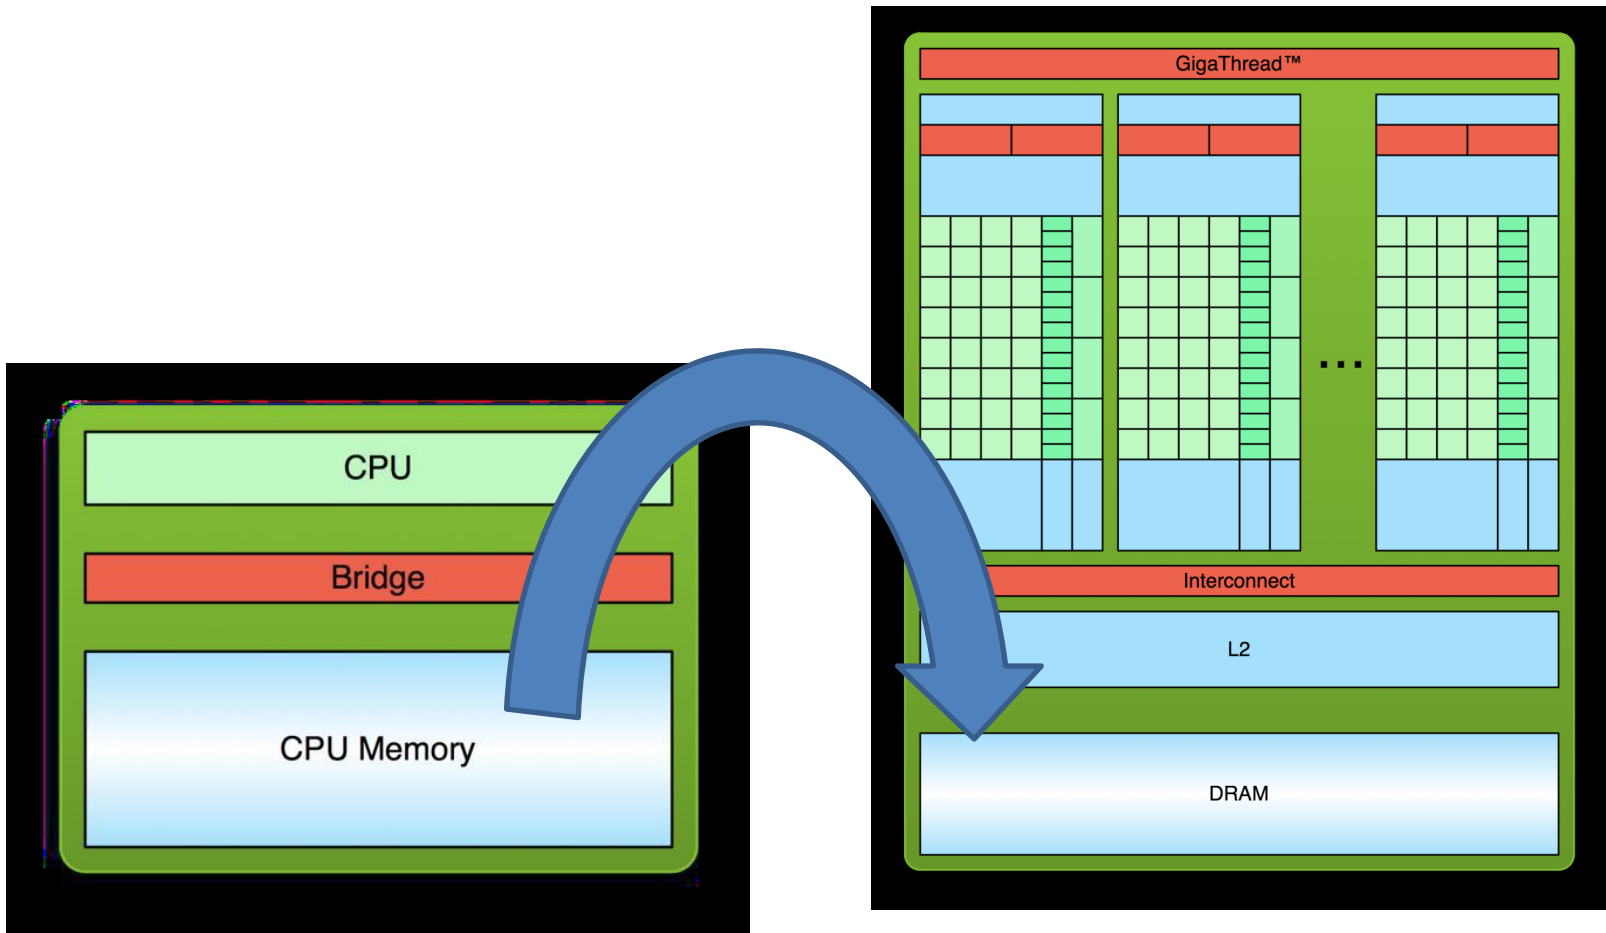 CPU
Bridge
CPU Memory
GigaThread™
...
Interconnect
L2
DRAM